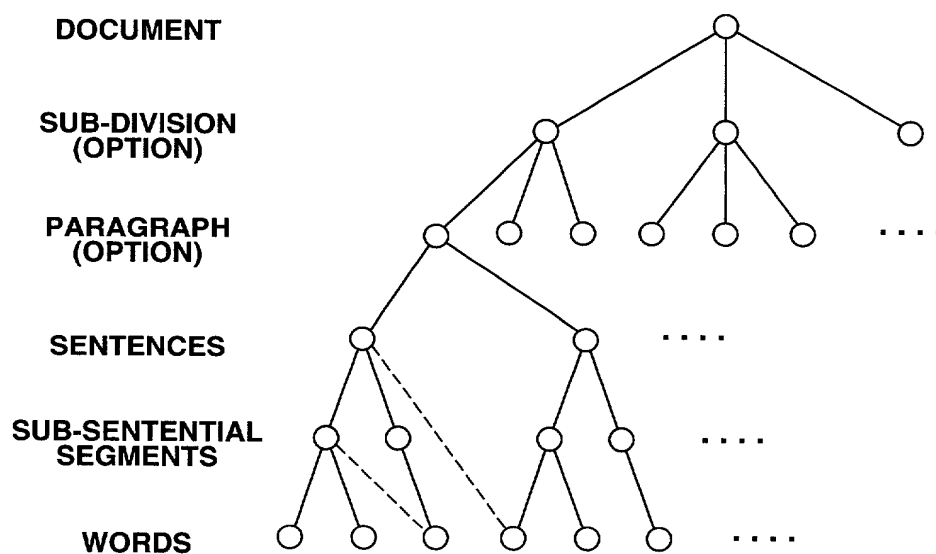 DOCUMENT
SUB-DIVISION
(OPTION)
PARAGRAPH
(OPTION)
....
SENTENCES
....
SUB-SENTENTIAL
SEGMENTS
....
WORDS
....